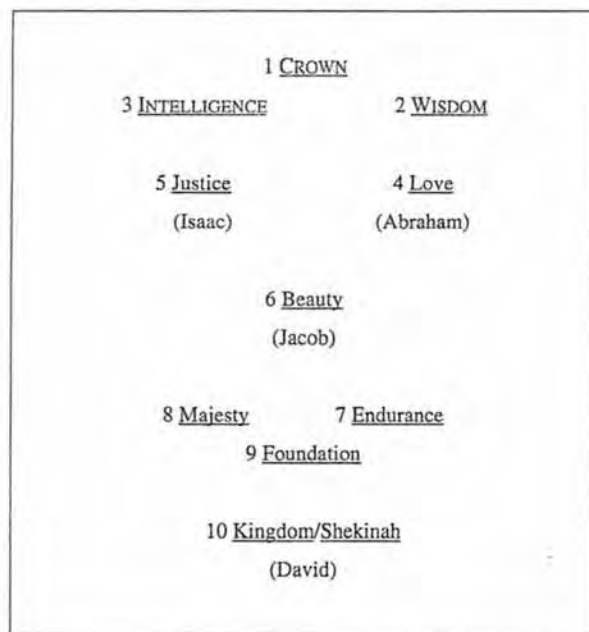 1 CROWN
3 INTELLIGENCE 2 WISDOM
5 Justice 4 Love
(Isaac) (Abraham)
6 Beauty
(Jacob)
8 Majesty 7 Endurance
9 Foundation
10 Kingdom/Shekinah
(David)